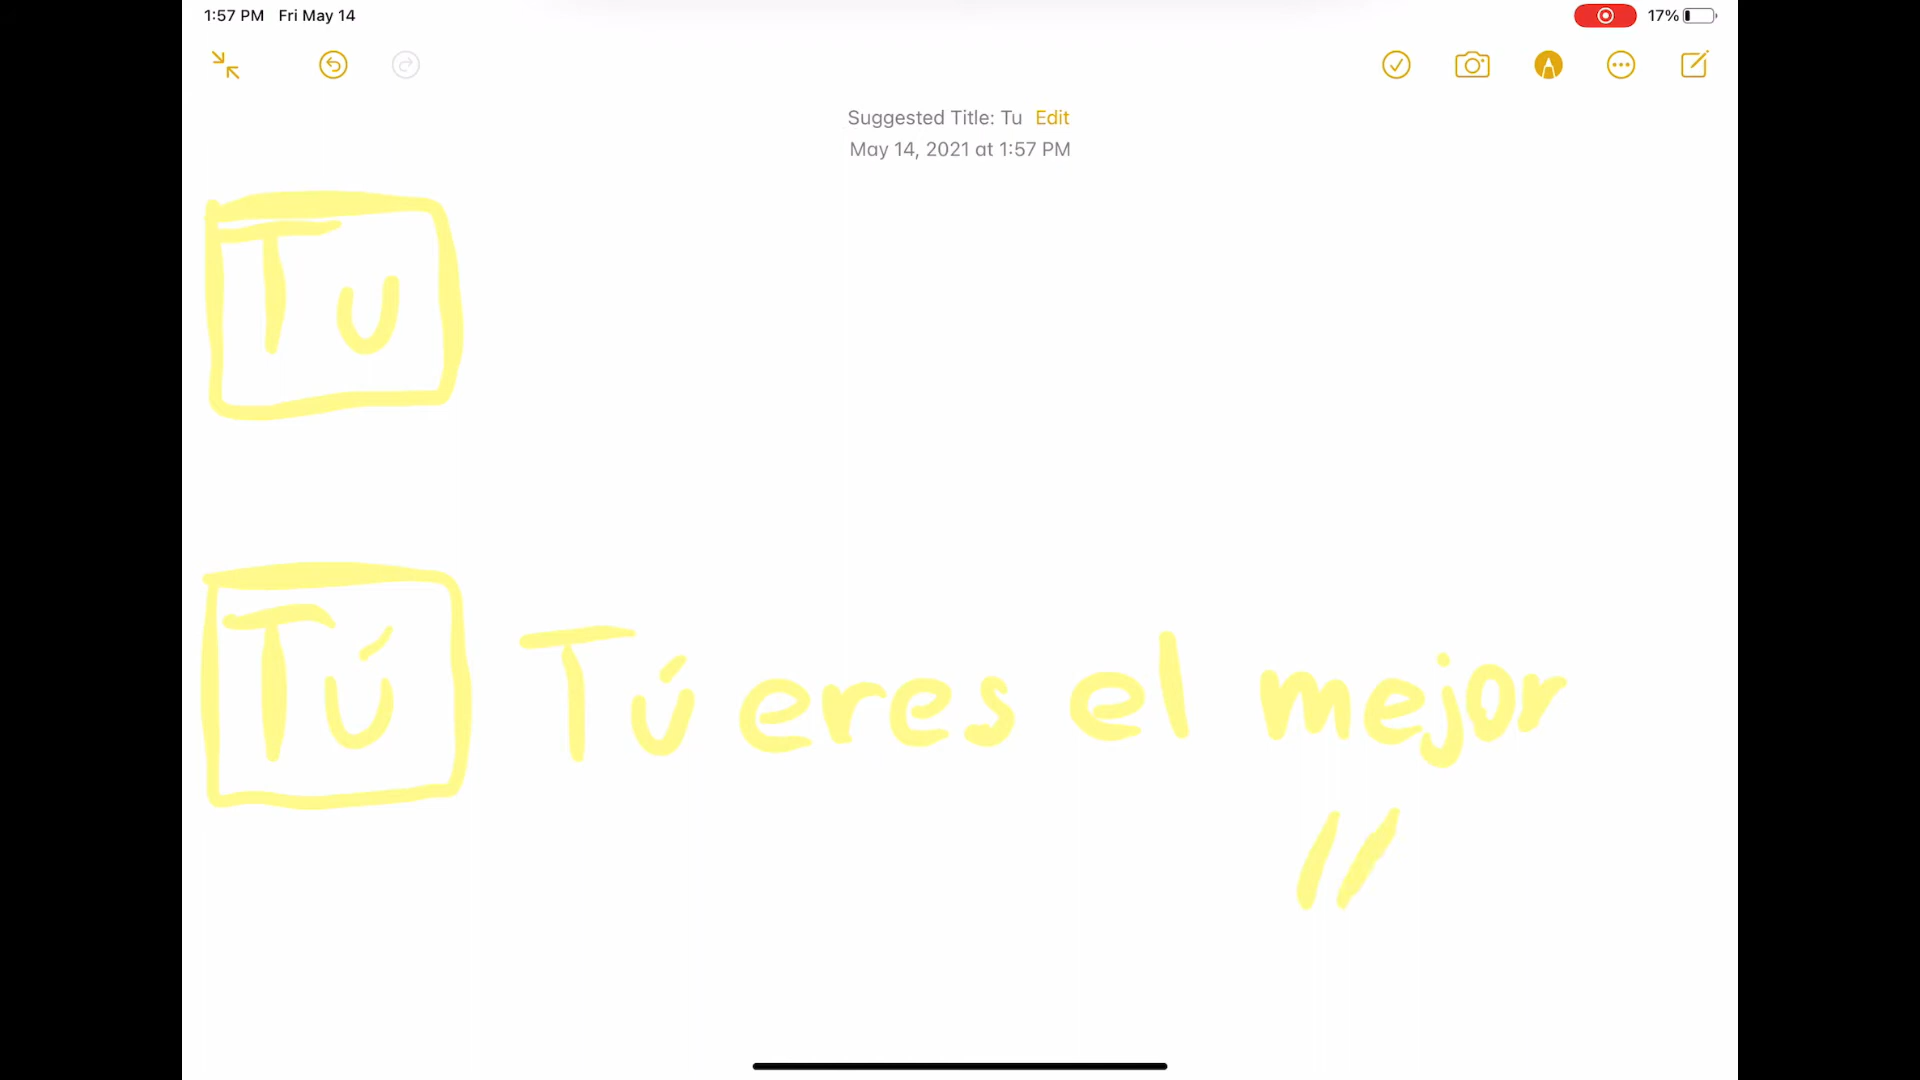 1:57 PM Fri May 14 17%
Suggested Title: Tu Edit
May 14, 2021 at 1:57 PM
Tu
Tú Tú eres el mejor